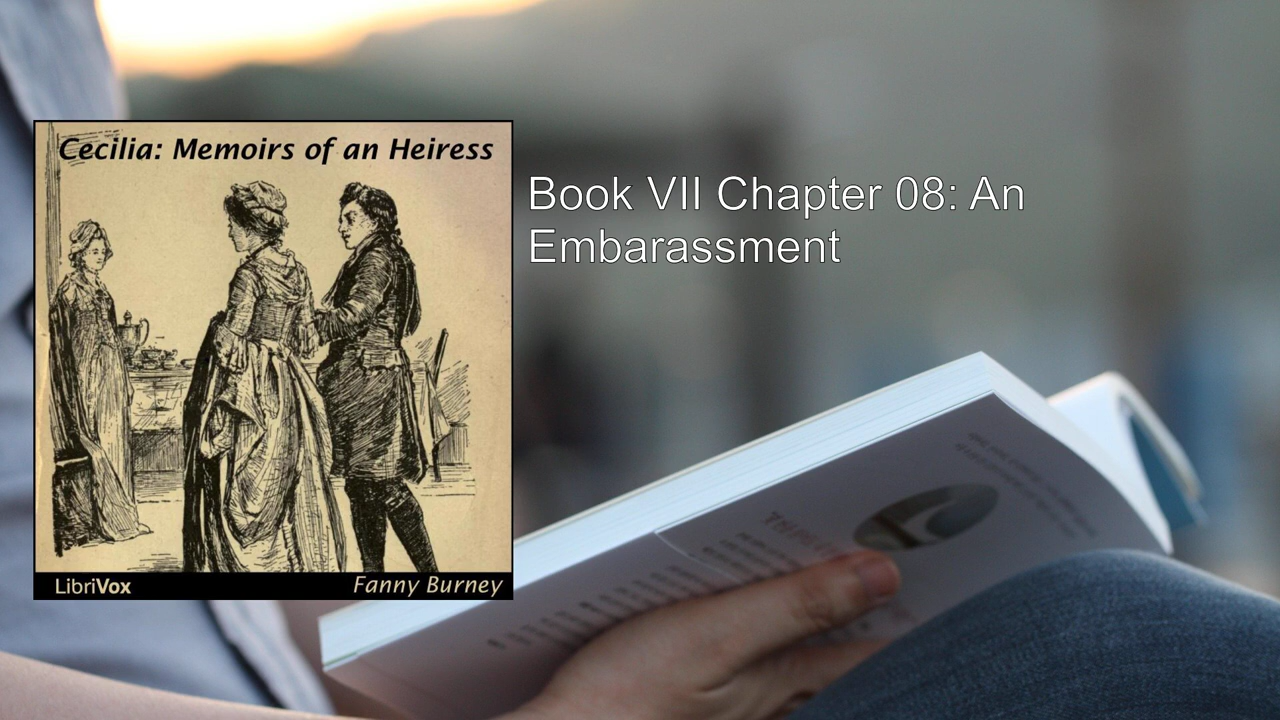 Cecilia: Memoirs of an Heiress
Book VII Chapter 08: An
Embarassment
LibriVox
Fanny Burney